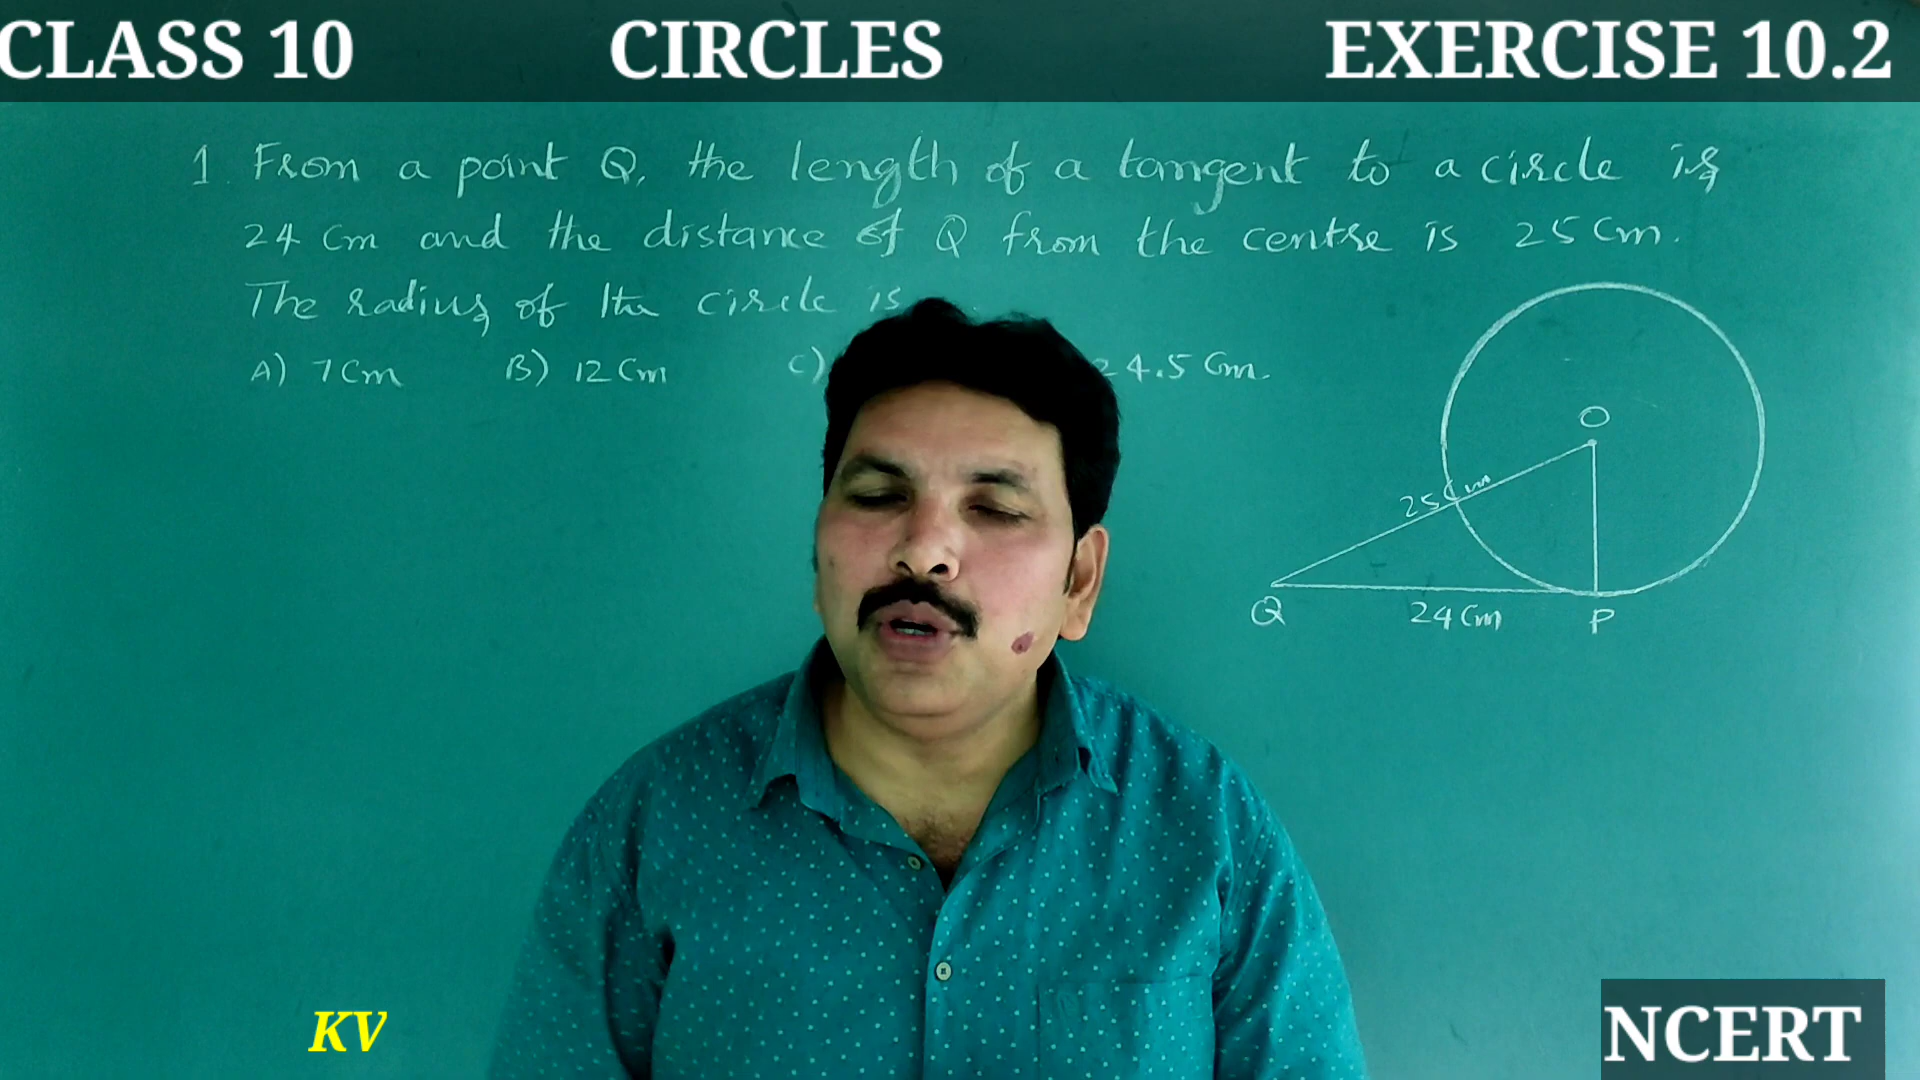 CLASS 10 CIRCLES EXERCISE 10.2
1. From a point Q, the length of a tangent to a circle is
24 cm and the distance of Q from the centre is 25 cm.
The radius of the circle is
A) 7 cm B) 12 cm C) 24.5 cm.
O
25 cm
Q 24 cm P
KV
NCERT